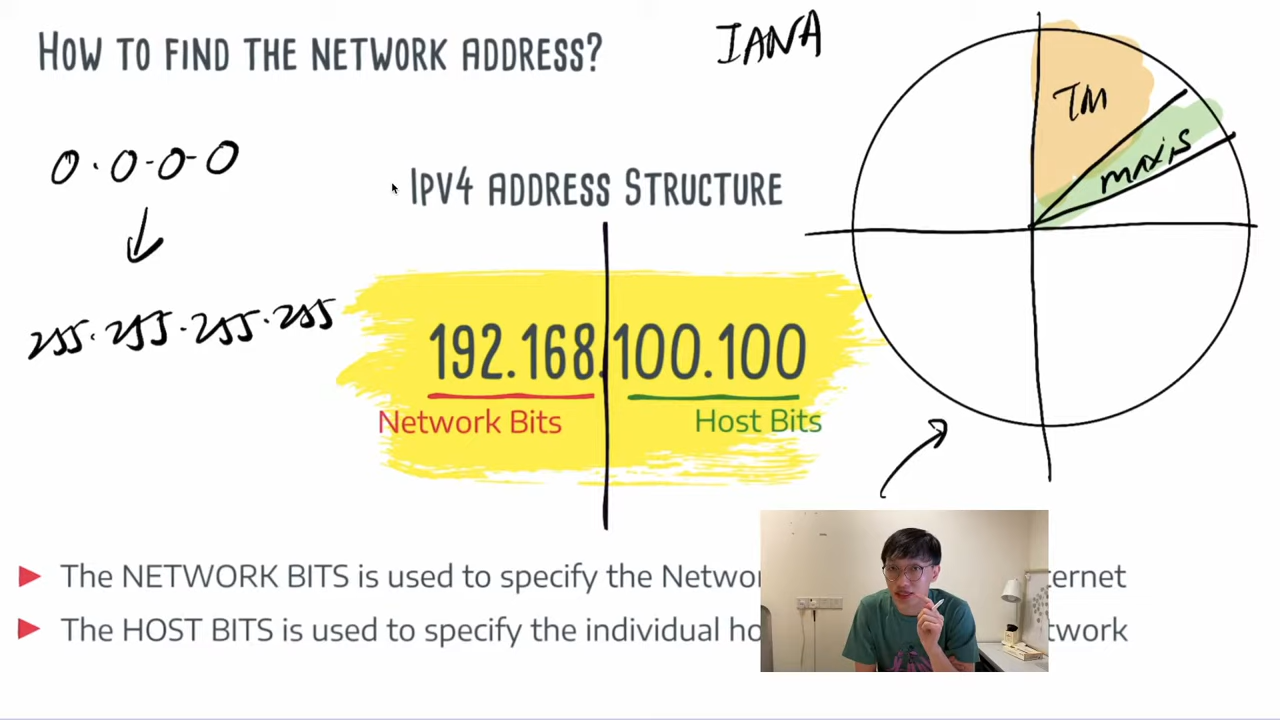 HOW TO FIND THE NETWORK ADDRESS?
IANA
TM
MAXIS
0.0.0.0
IPV4 ADDRESS STRUCTURE
255.255.255.255
192.168.100.100
Network Bits
Host Bits
The NETWORK BITS is used to specify the Networ
ternet
The HOST BITS is used to specify the individual ho
twork